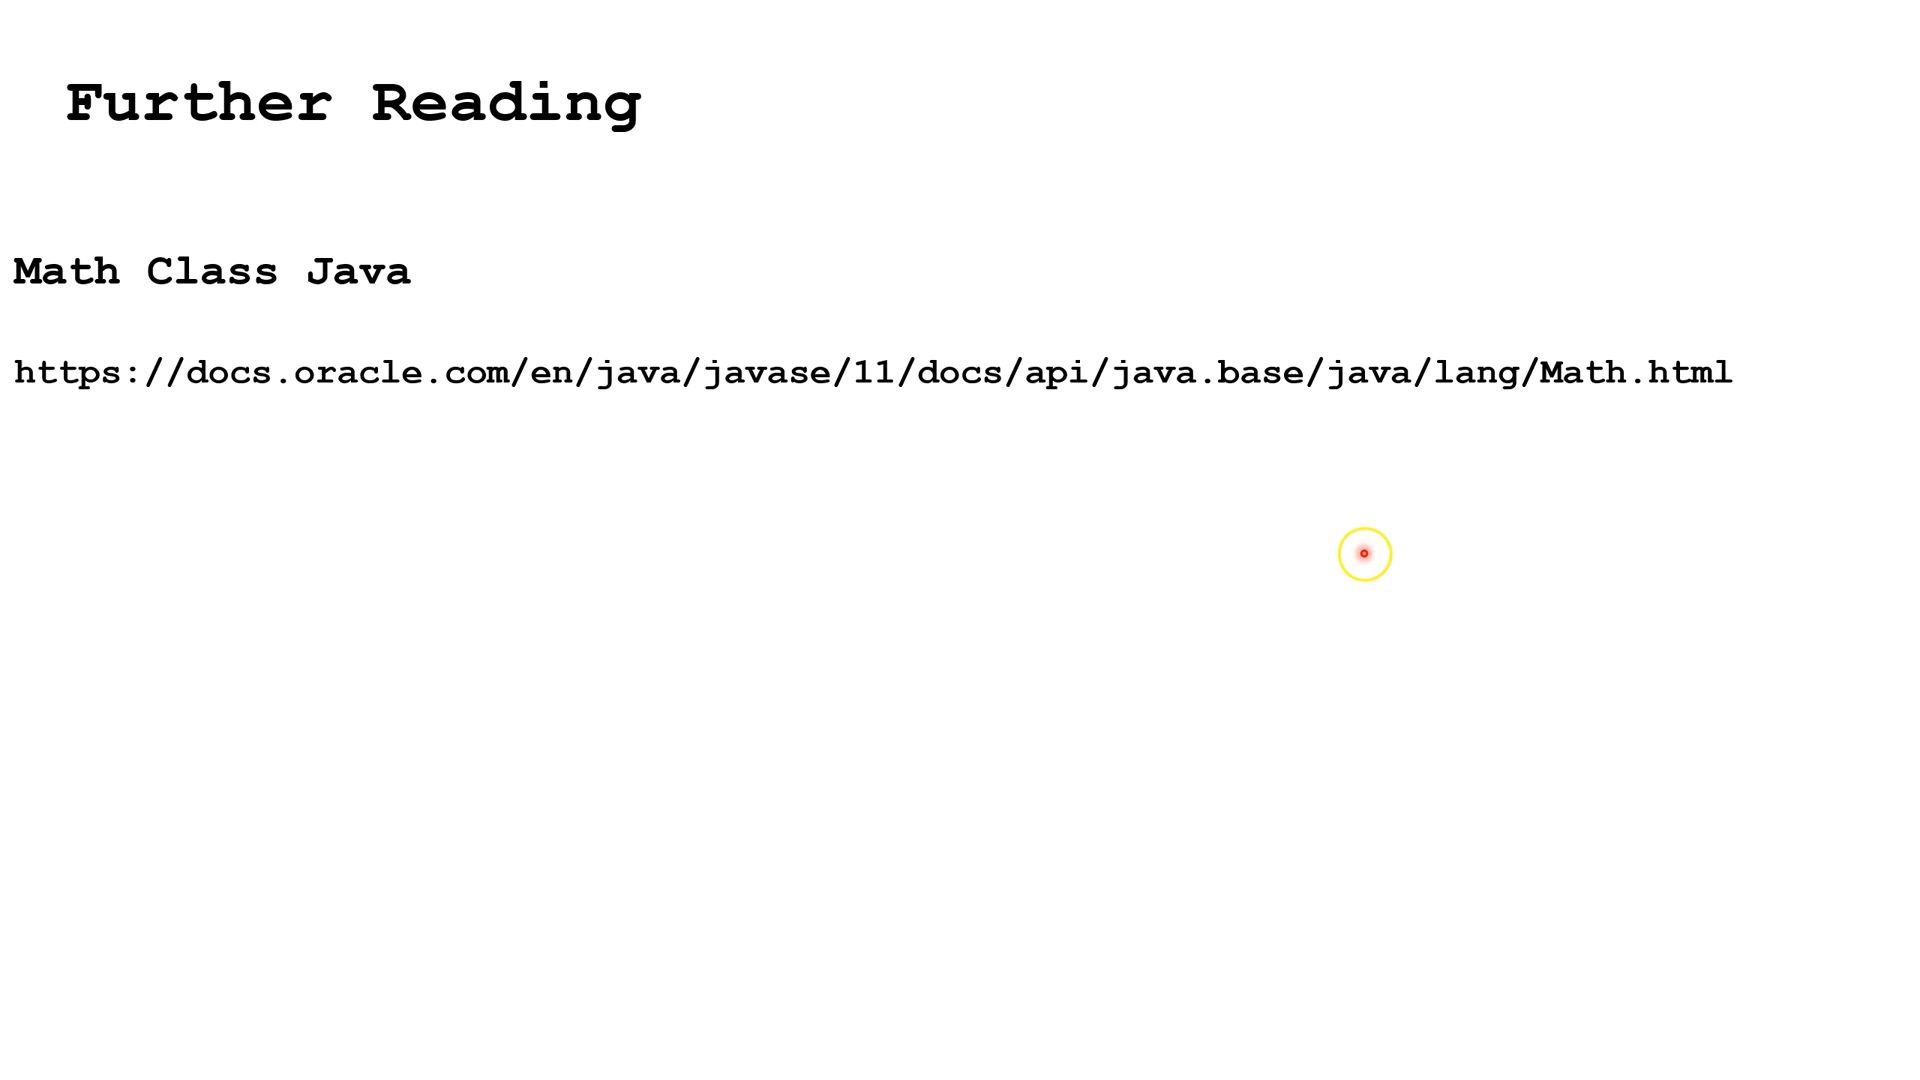 Further Reading
Math Class Java
https://docs.oracle.com/en/java/javase/11/docs/api/java.base/java/lang/Math.html